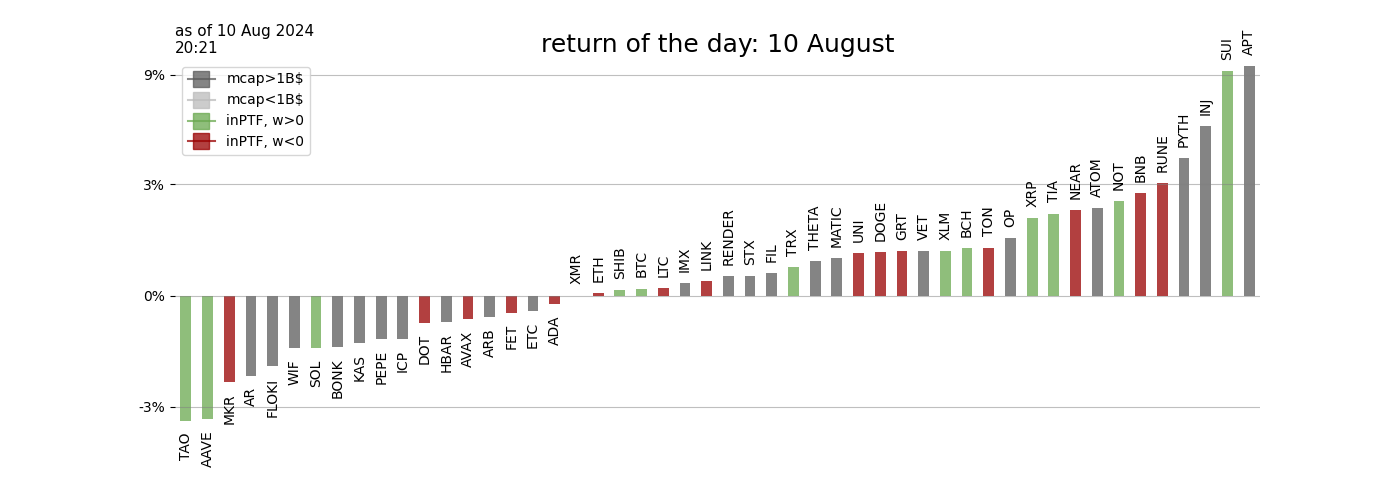 as of 10 Aug 2024
20:21
return of the day: 10 August
mcap>1B$
mcap<1B$
inPTF, w>0
inPTF, w<0
9%
3%
0%
-3%
TAO
AAVE
MKR
AR
FLOKI
WIF
SOL
BONK
KAS
PEPE
ICP
DOT
HBAR
AVAX
ARB
FET
ETC
ADA
XMR
ETH
SHIB
BTC
LTC
IMX
LINK
RENDER
STX
FIL
TRX
THETA
MATIC
UNI
DOGE
GRT
VET
XLM
BCH
TON
OP
XRP
TIA
NEAR
ATOM
NOT
BNB
RUNE
PYTH
INJ
SUI
APT